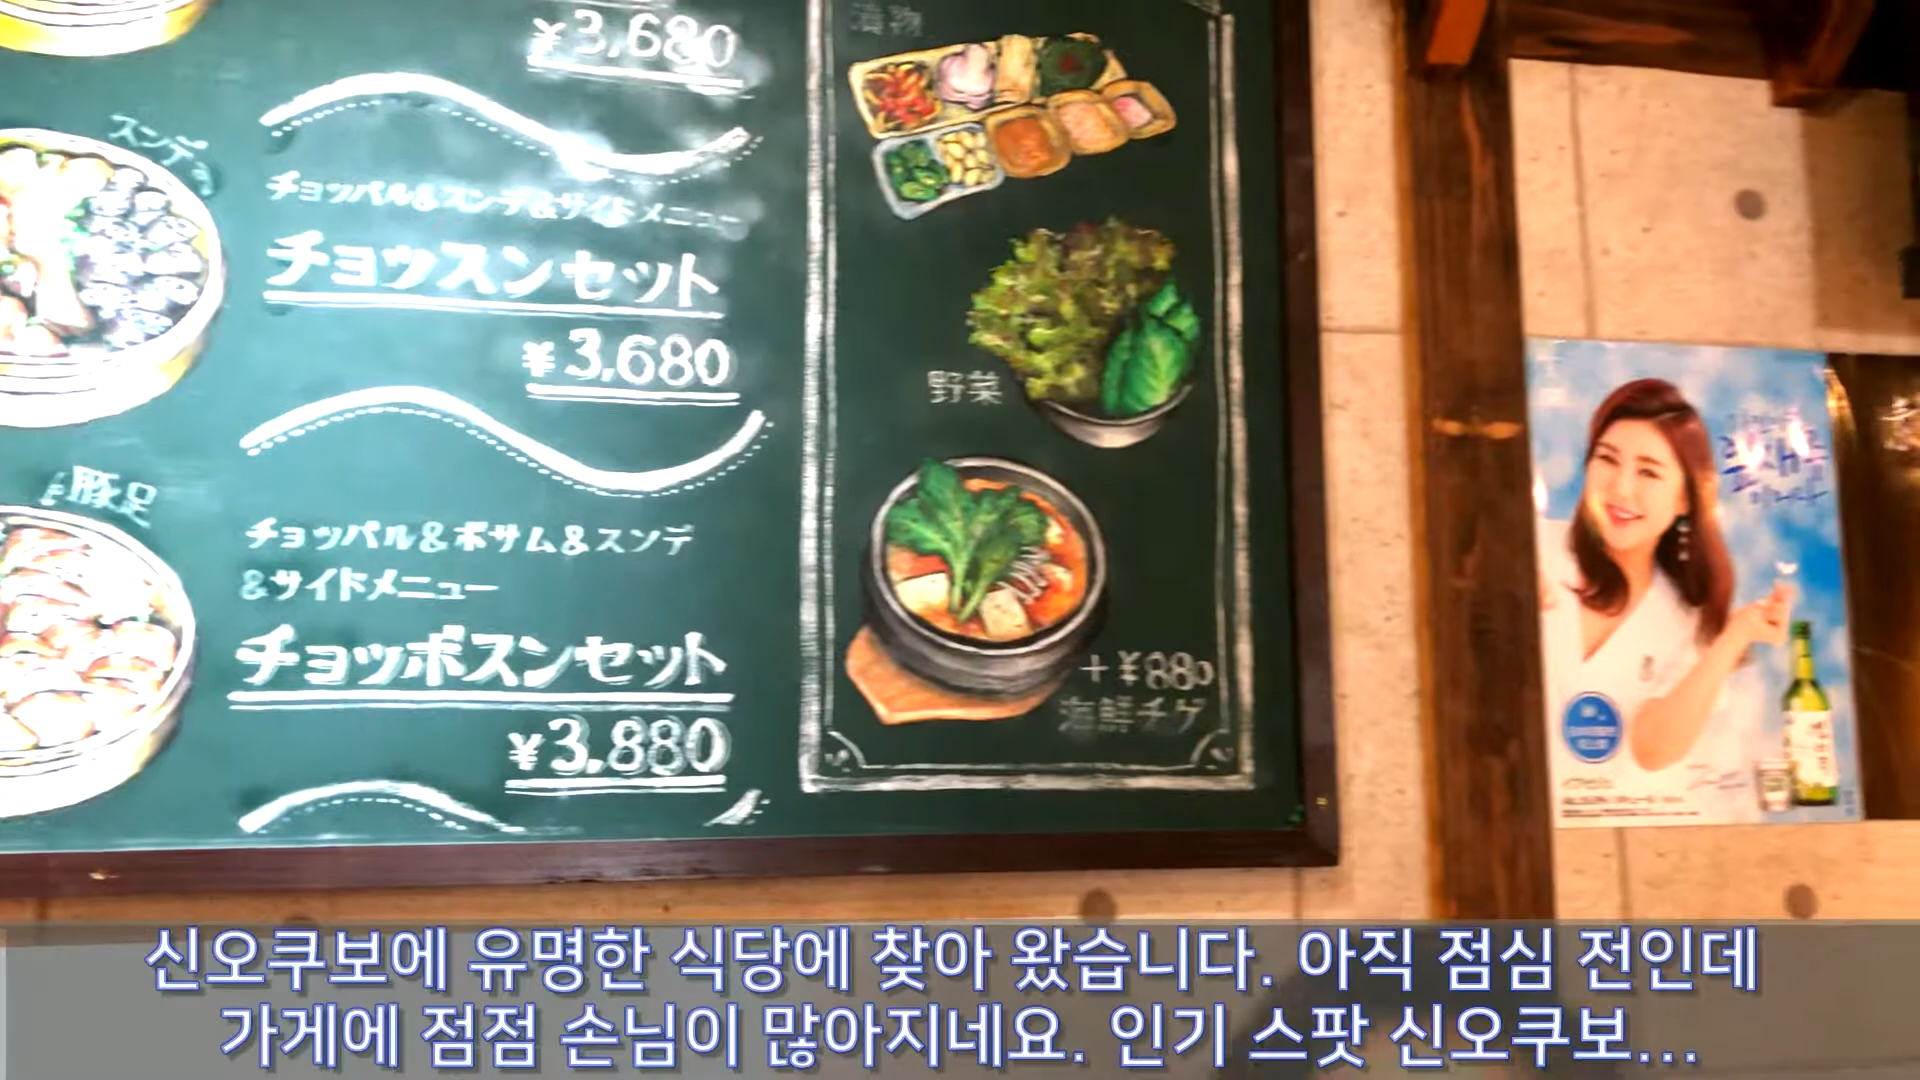 ¥3,680
漬物
スンデ
チョッパル&スンデ&サイドメニュー
チョッスンセット
¥3,680
野菜
豚足
チョッパル&ボサム&スンデ
&サイドメニュー
チョッボスンセット
¥3,880
+¥880
海鮮チゲ
신오쿠보에 유명한 식당에 찾아 왔습니다. 아직 점심 전인데
가게에 점점 손님이 많아지네요. 인기 스팟 신오쿠보...